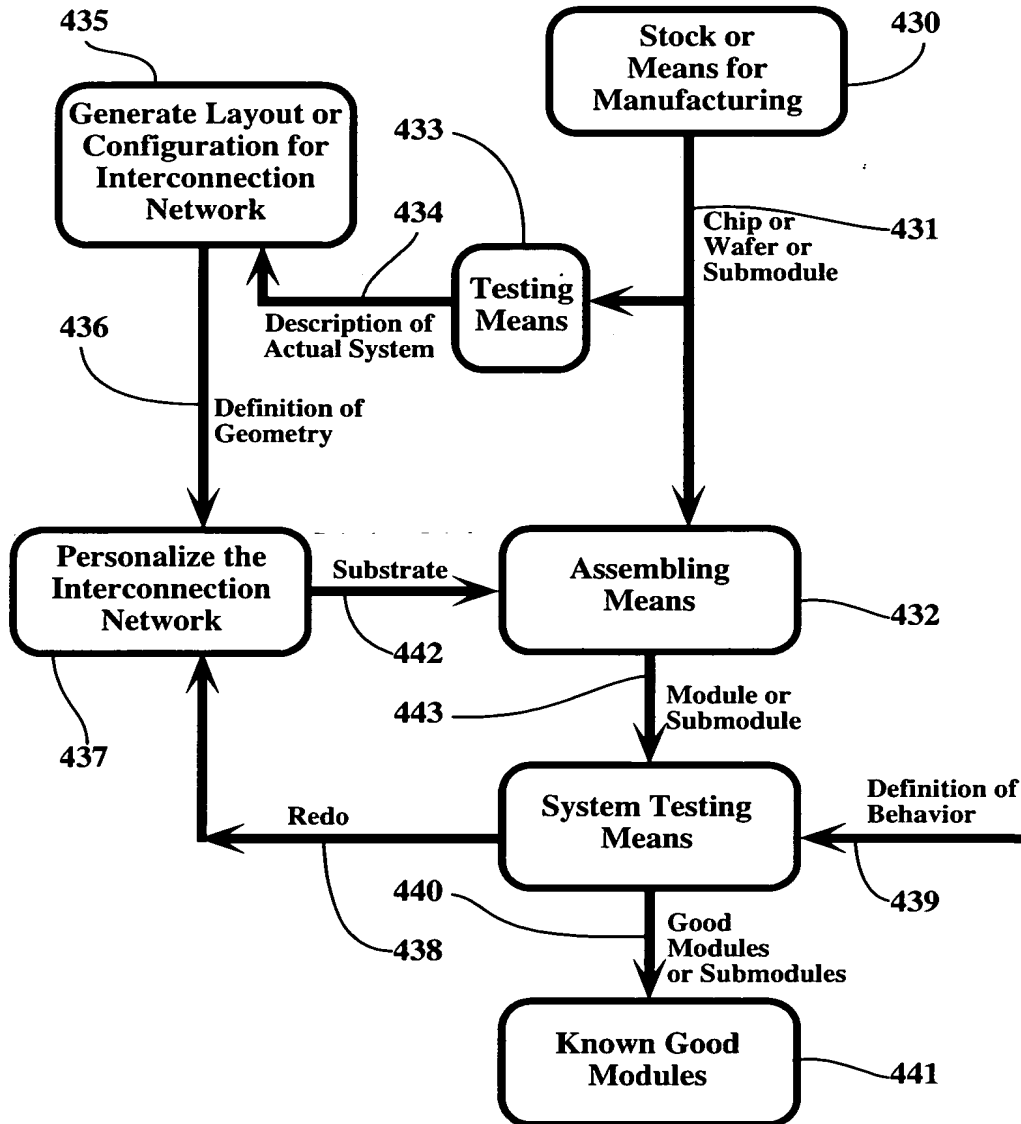 435
430
Stock or
Means for
Manufacturing
Generate Layout or
Configuration for
Interconnection
Network
433
434
431
Chip or
Wafer or
Submodule
Testing
Means
Description of
Actual System
436
Definition of
Geometry
Personalize the
Interconnection
Network
Substrate
442
Assembling
Means
432
443
Module or
Submodule
437
System Testing
Means
Definition of
Behavior
439
Redo
438
440
Good
Modules
or Submodules
Known Good
Modules
441